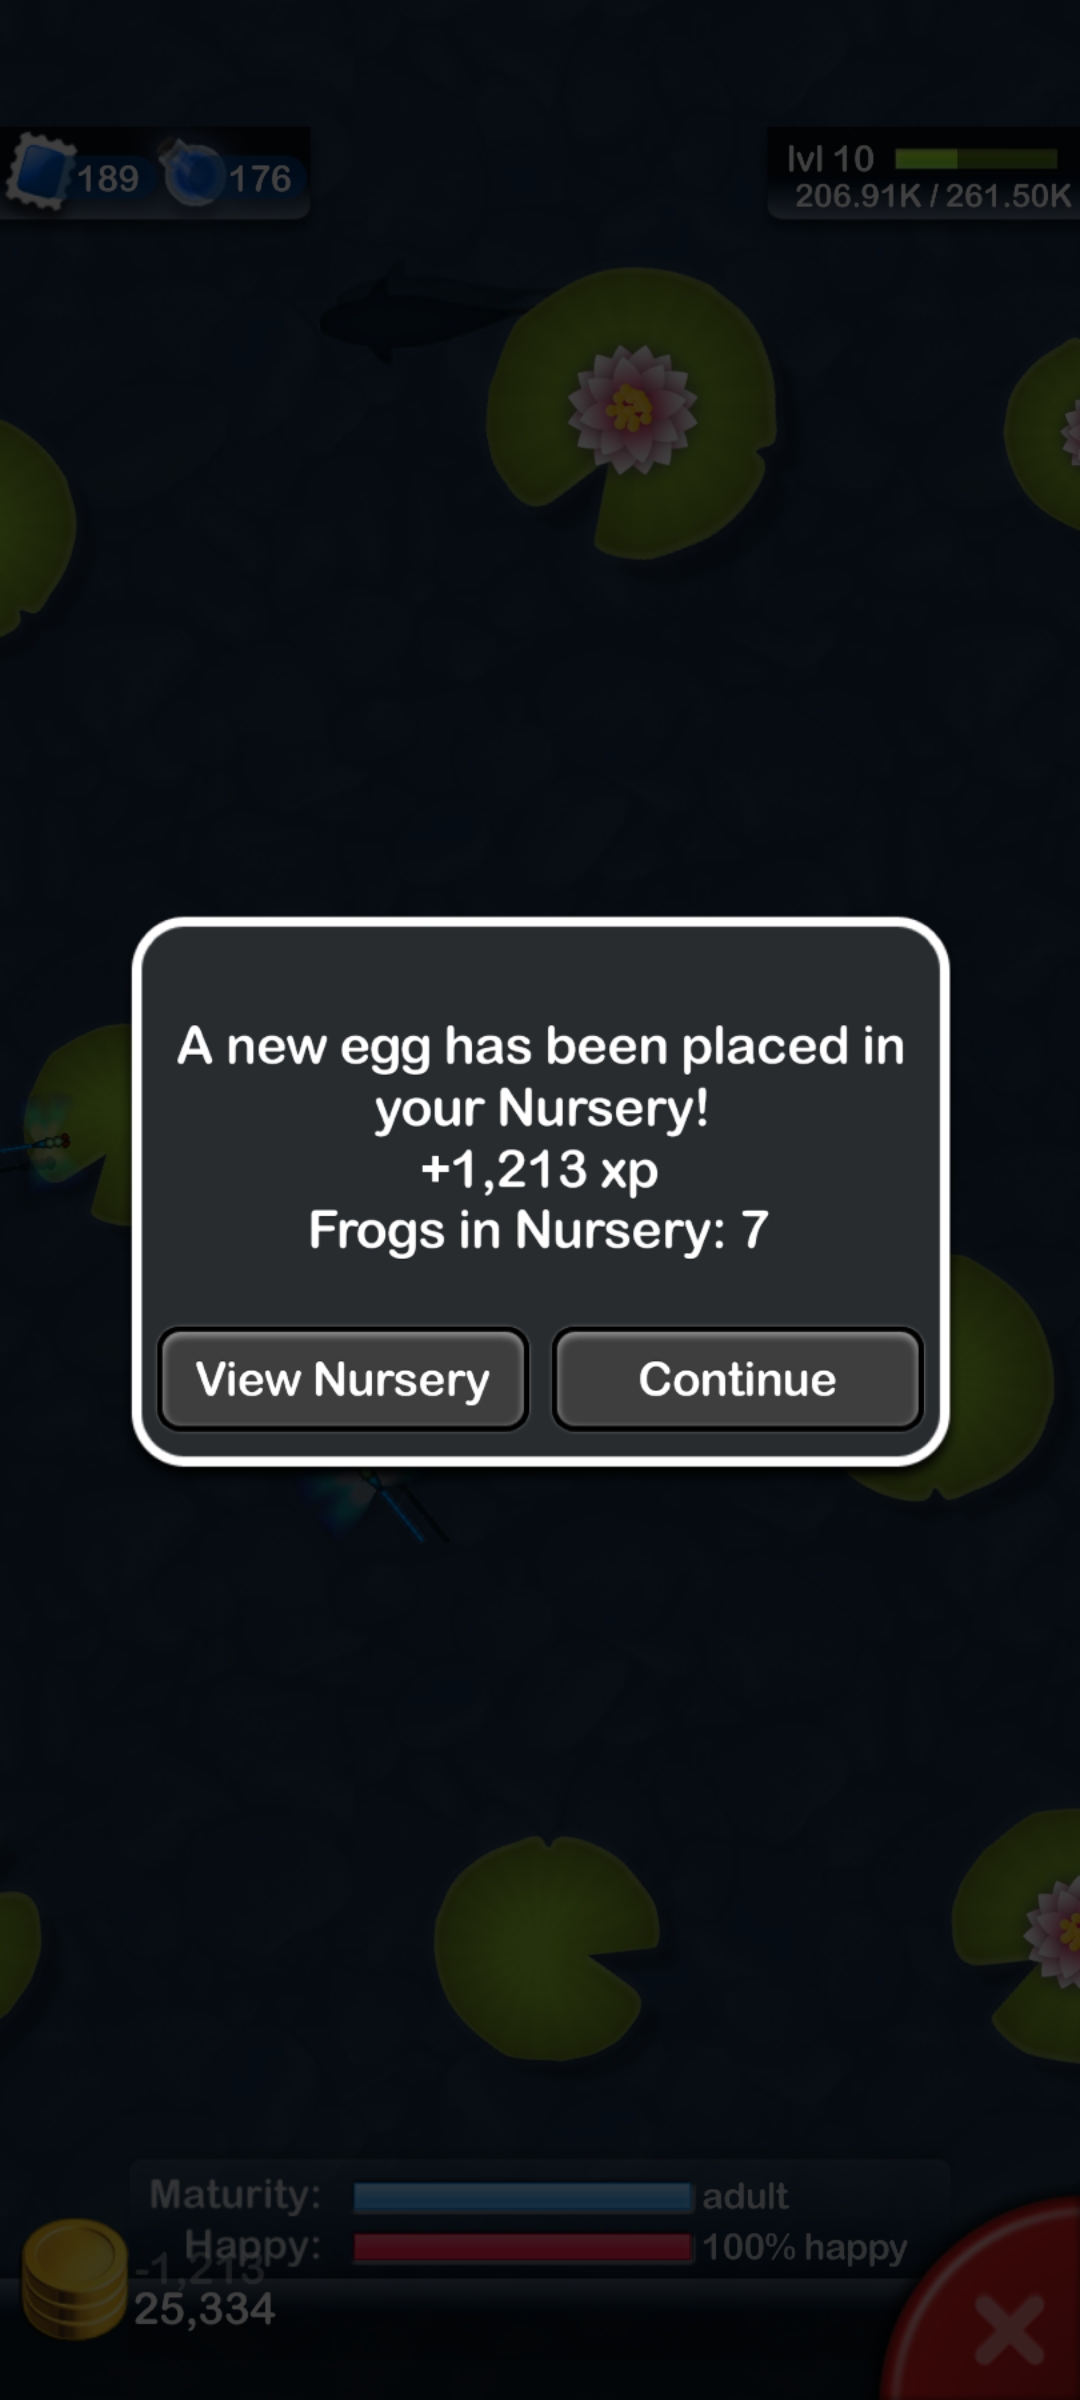 189 176
lvl 10
206.91K / 261.50K
A new egg has been placed in
your Nursery!
+1,213 xp
Frogs in Nursery: 7
View Nursery Continue
Maturity: adult
Happy: 100% happy
-1,213
25,334